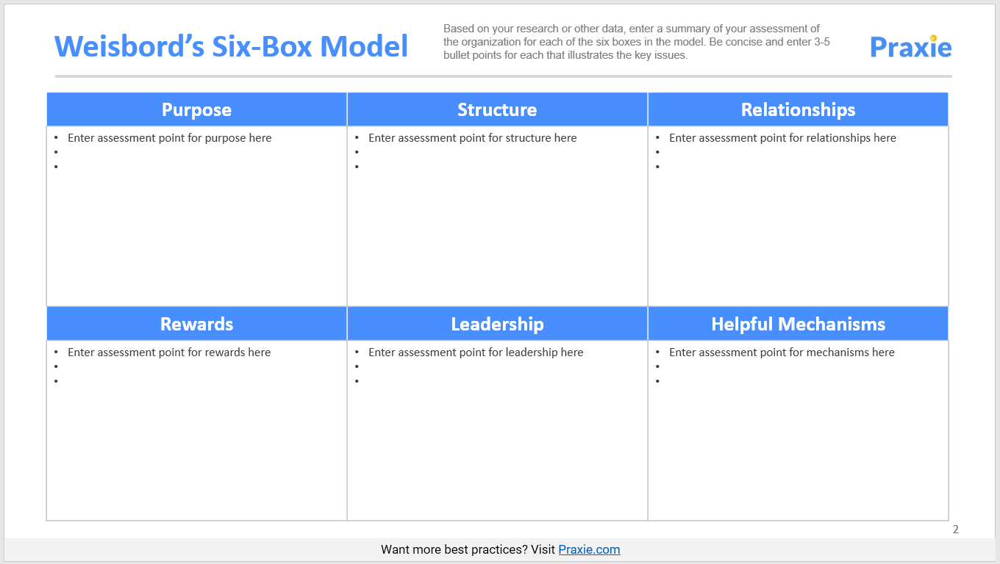 Weisbord’s Six-Box Model
Based on your research or other data, enter a summary of your assessment of
the organization for each of the six boxes in the model. Be concise and enter 3-5
bullet points for each that illustrates the key issues.
Praxie
Purpose
Structure
Relationships
• Enter assessment point for purpose here
•
•
• Enter assessment point for structure here
•
•
• Enter assessment point for relationships here
•
•
Rewards
Leadership
Helpful Mechanisms
• Enter assessment point for rewards here
•
•
• Enter assessment point for leadership here
•
•
• Enter assessment point for mechanisms here
•
•
2
Want more best practices? Visit Praxie.com